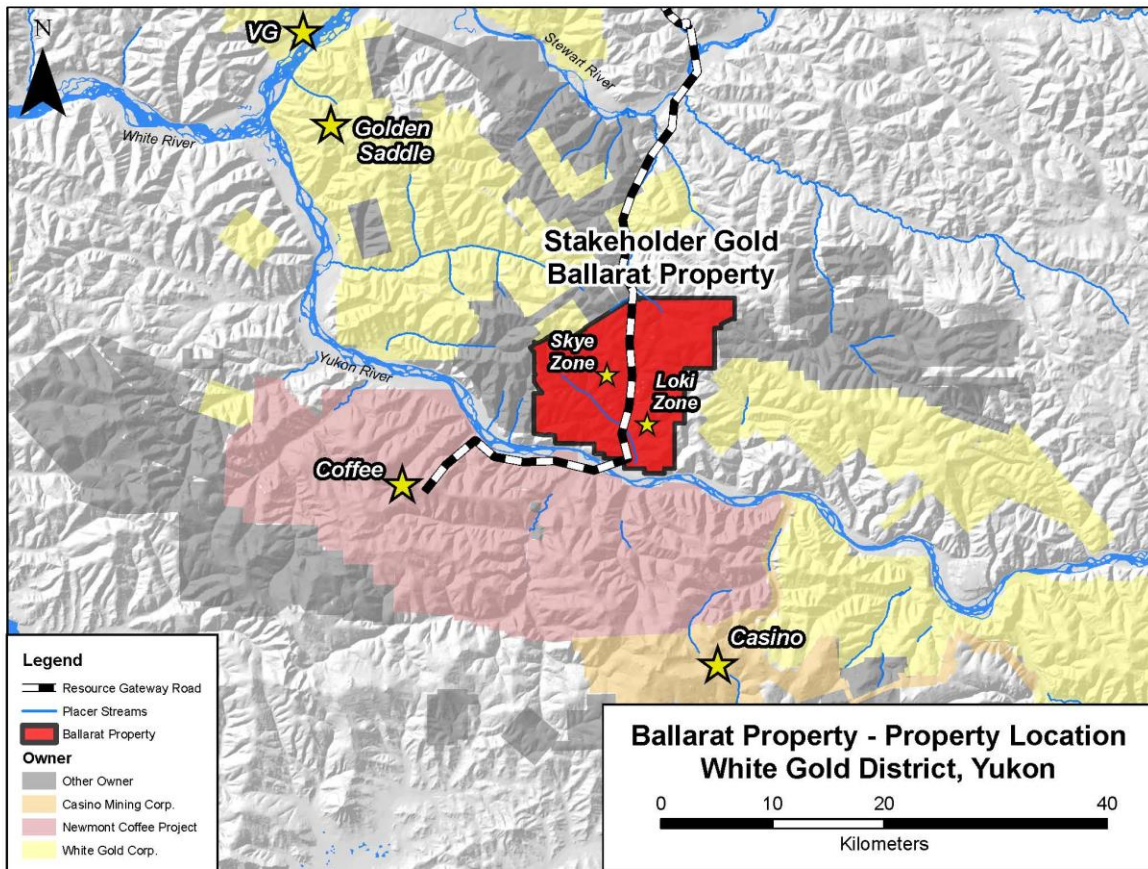 VG
N
Stewart River
White River
Golden
Saddle
Stakeholder Gold
Ballarat Property
Skye
Zone
Loki
Zone
Yukon River
Coffee
Casino
Legend
Resource Gateway Road
Placer Streams
Ballarat Property
Owner
Other Owner
Casino Mining Corp.
Newmont Coffee Project
White Gold Corp.
Ballarat Property - Property Location
White Gold District, Yukon
0 10 20 40
Kilometers